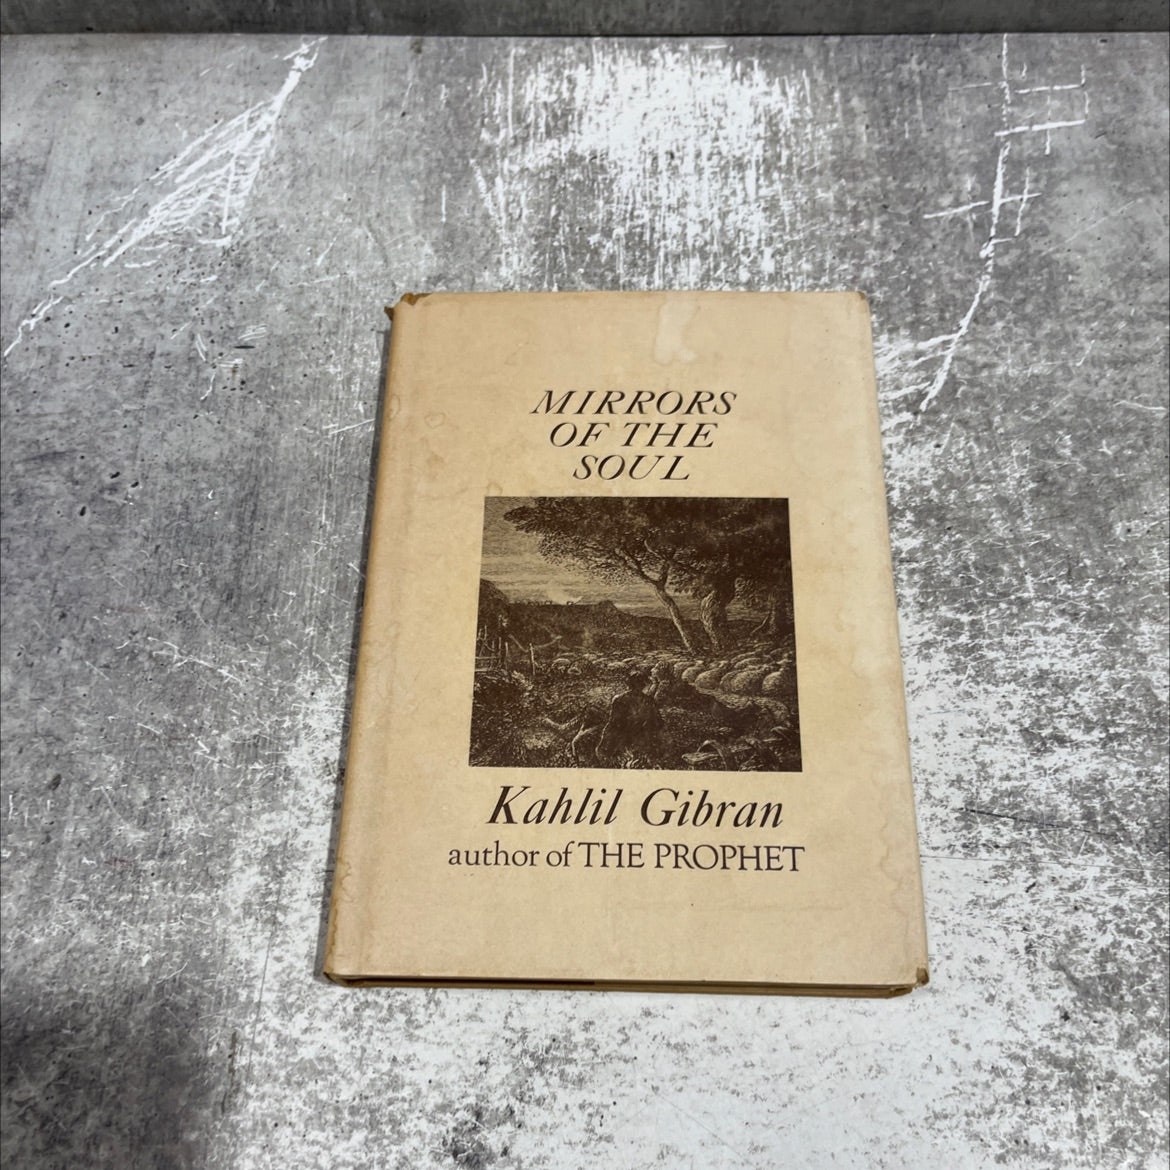 MIRRORS
OF THE
SOUL
Kahlil Gibran
author of THE PROPHET